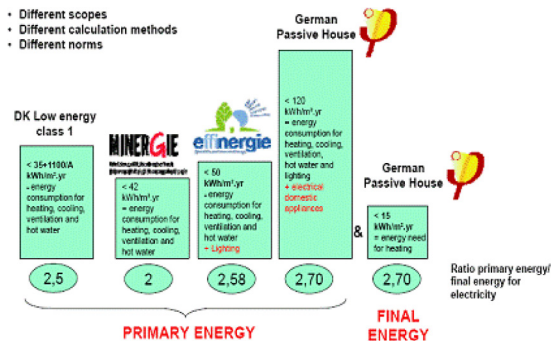 • Different scopes
• Different calculation methods
• Different norms
German
Passive House
DK Low energy
class 1
MINERGIE
effinergie
< 35+1100/A
kWh/m².yr
- energy
consumption for
heating, cooling,
ventilation and
hot water
< 42
kWh/m².yr
= energy
consumption for
heating, cooling,
ventilation and
hot water
< 50
kWh/m².yr
- energy
consumption for
heating, cooling,
ventilation and
hot water
+ Lighting
< 120
kWh/m².yr
= energy
consumption for
heating, cooling,
ventilation,
hot water and
lighting
+ electrical
domestic
appliances
German
Passive House
&
< 15
kWh/m².yr
= energy need
for heating
2,5
2
2,58
2,70
2,70
Ratio primary energy/
final energy for
electricity
PRIMARY ENERGY
FINAL
ENERGY